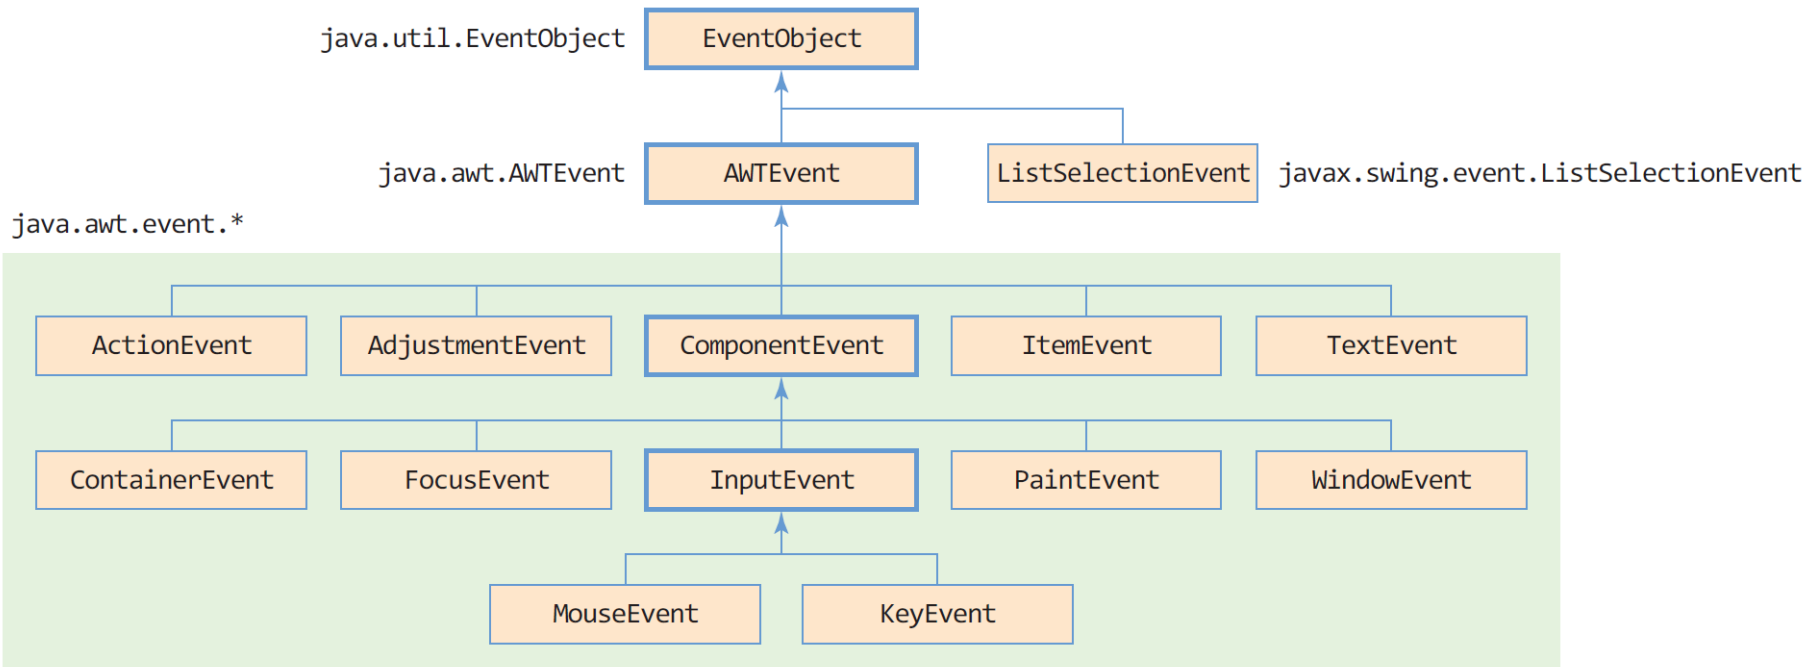 java.util.EventObject EventObject
java.awt.AWTEvent AWTEvent ListSelectionEvent javax.swing.event.ListSelectionEvent
java.awt.event.*
ActionEvent AdjustmentEvent ComponentEvent ItemEvent TextEvent
ContainerEvent FocusEvent InputEvent PaintEvent WindowEvent
MouseEvent KeyEvent